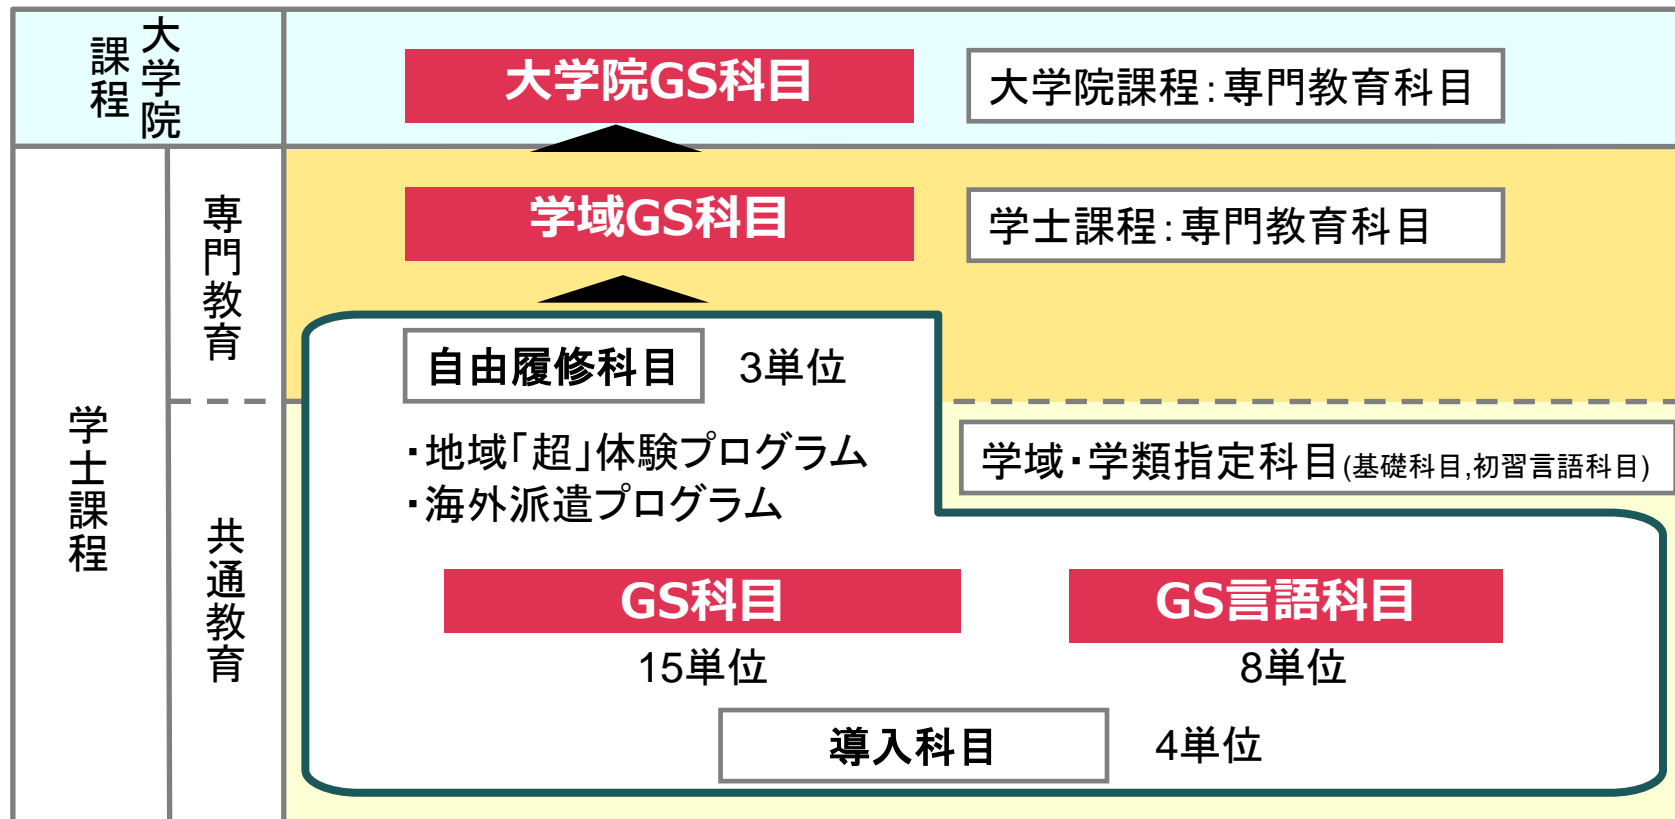 大学院
課程
大学院GS科目
大学院課程:専門教育科目
学士課程
専門教育
学域GS科目
学士課程:専門教育科目
自由履修科目
3単位
・地域「超」体験プログラム
・海外派遣プログラム
学域・学類指定科目(基礎科目,初習言語科目)
共通教育
GS科目
15単位
GS言語科目
8単位
導入科目
4単位